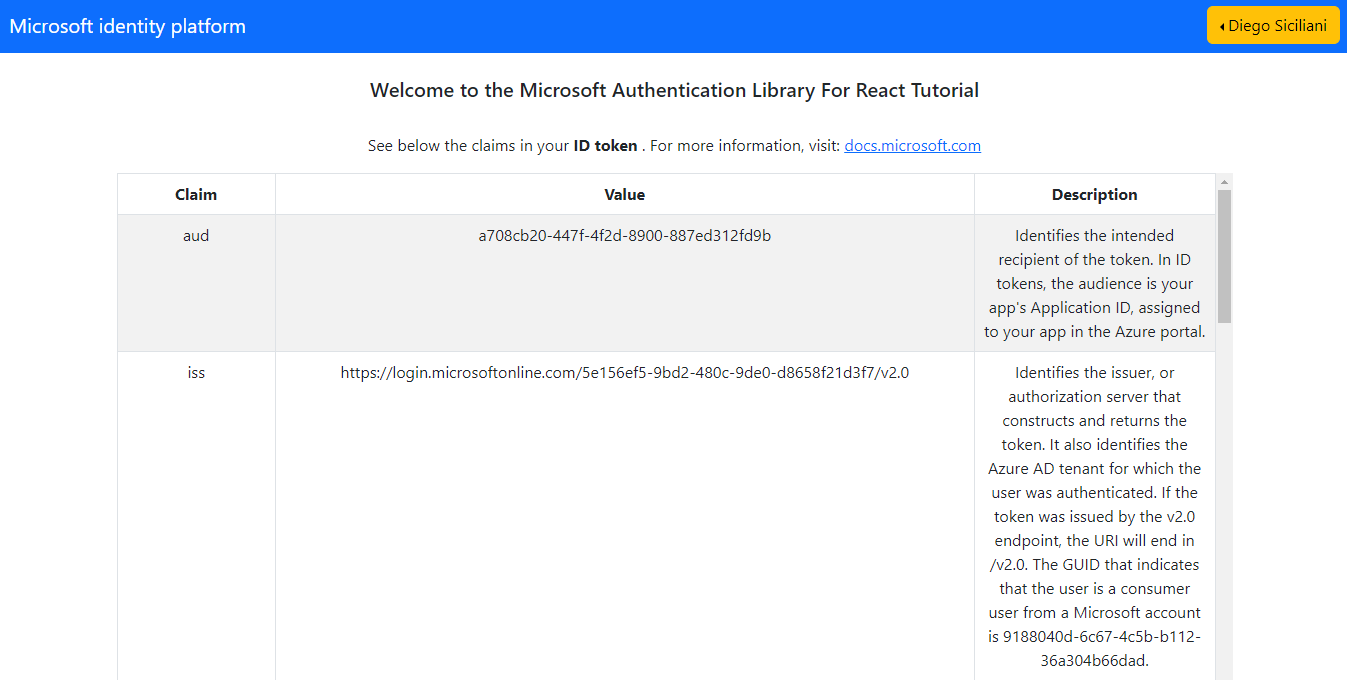 Microsoft identity platform
Diego Siciliani
Welcome to the Microsoft Authentication Library For React Tutorial
See below the claims in your ID token . For more information, visit: docs.microsoft.com
Claim Value Description
aud a708cb20-447f-4f2d-8900-887ed312fd9b Identifies the intended
recipient of the token. In ID
tokens, the audience is your
app's Application ID, assigned
to your app in the Azure portal.
iss https://login.microsoftonline.com/5e156ef5-9bd2-480c-9de0-d8658f21d3f7/v2.0 Identifies the issuer, or
authorization server that
constructs and returns the
token. It also identifies the
Azure AD tenant for which the
user was authenticated. If the
token was issued by the v2.0
endpoint, the URI will end in
/v2.0. The GUID that indicates
that the user is a consumer
user from a Microsoft account
is 9188040d-6c67-4c5b-b112-
36a304b66dad.